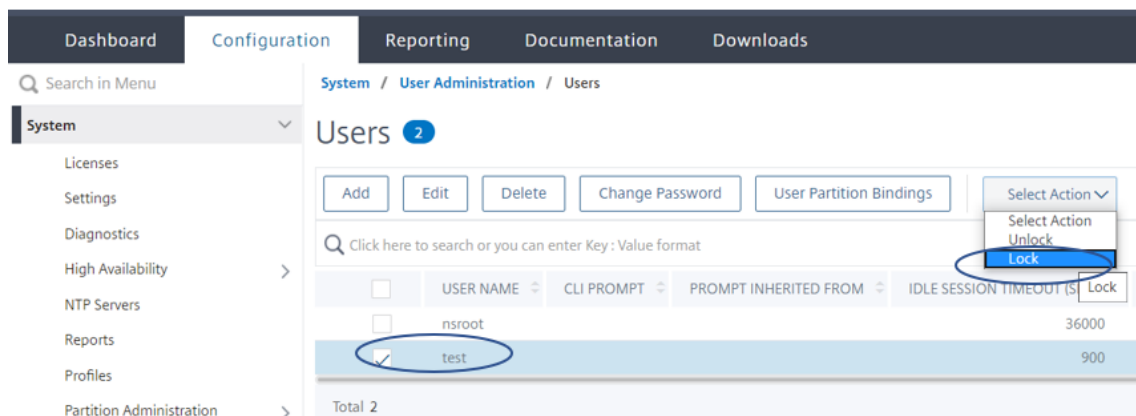 Dashboard Configuration Reporting Documentation Downloads
Search in Menu
System
Licenses
Settings
Diagnostics
High Availability
NTP Servers
Reports
Profiles
Partition Administration
System / User Administration / Users
Users 2
Add Edit Delete Change Password User Partition Bindings Select Action
Select Action
Unlock
Lock
Click here to search or you can enter Key : Value format
USER NAME CLI PROMPT PROMPT INHERITED FROM IDLE SESSION TIMEOUT (S
Lock
nsroot 36000
test 900
Total 2